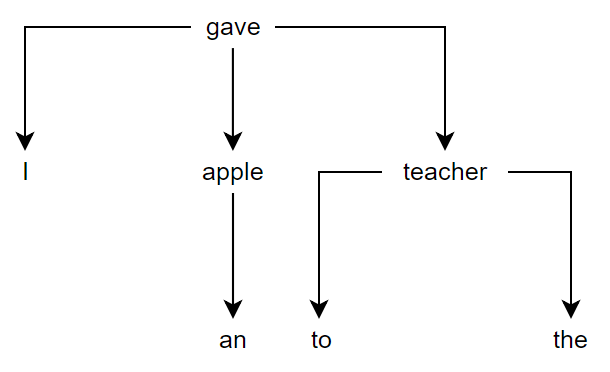 gave
I apple teacher
an to the